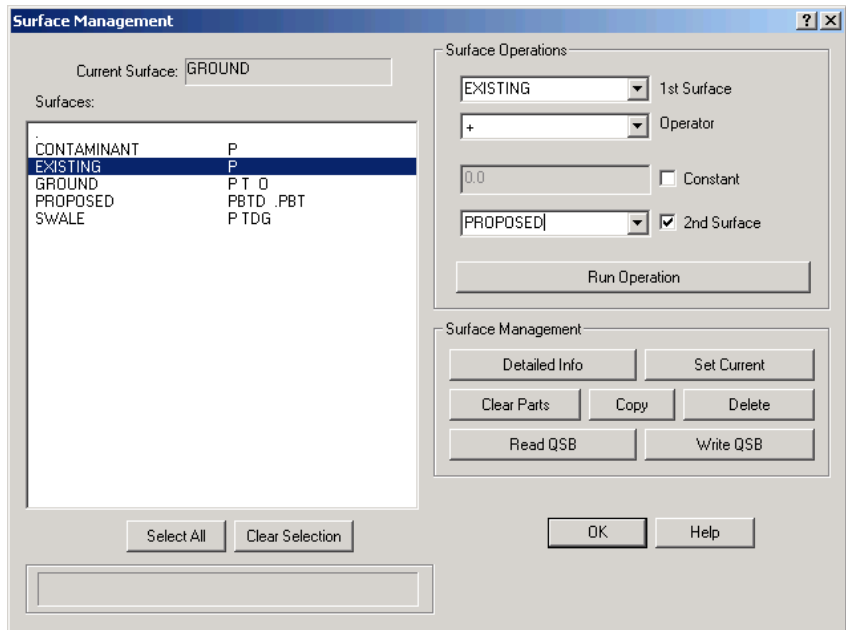 Surface Management
Current Surface: GROUND
Surfaces:
.
CONTAMINANT P
EXISTING P
GROUND P T O
PROPOSED PBTD .PBT
SWALE P TDG
Select All Clear Selection
Surface Operations
EXISTING 1st Surface
+ Operator
0.0 Constant
PROPOSED 2nd Surface
Run Operation
Surface Management
Detailed Info Set Current
Clear Parts Copy Delete
Read QSB Write QSB
OK Help